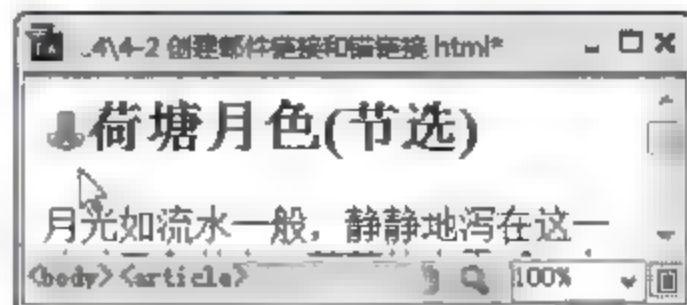 ..4\4-2 创建邮件链接和锚链接.html*
荷塘月色(节选)
月光如流水一般，静静地泻在这一
<body> <article> 100%